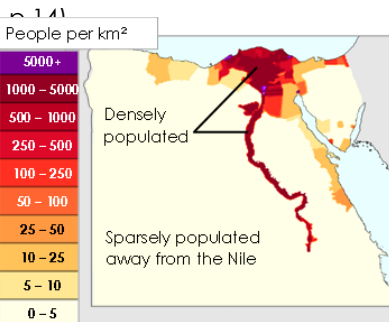 p.14)
People per km²
5000+
1000 – 5000
500 – 1000
250 – 500
100 – 250
50 – 100
25 – 50
10 – 25
5 – 10
0 – 5
Densely
populated
Sparsely populated
away from the Nile